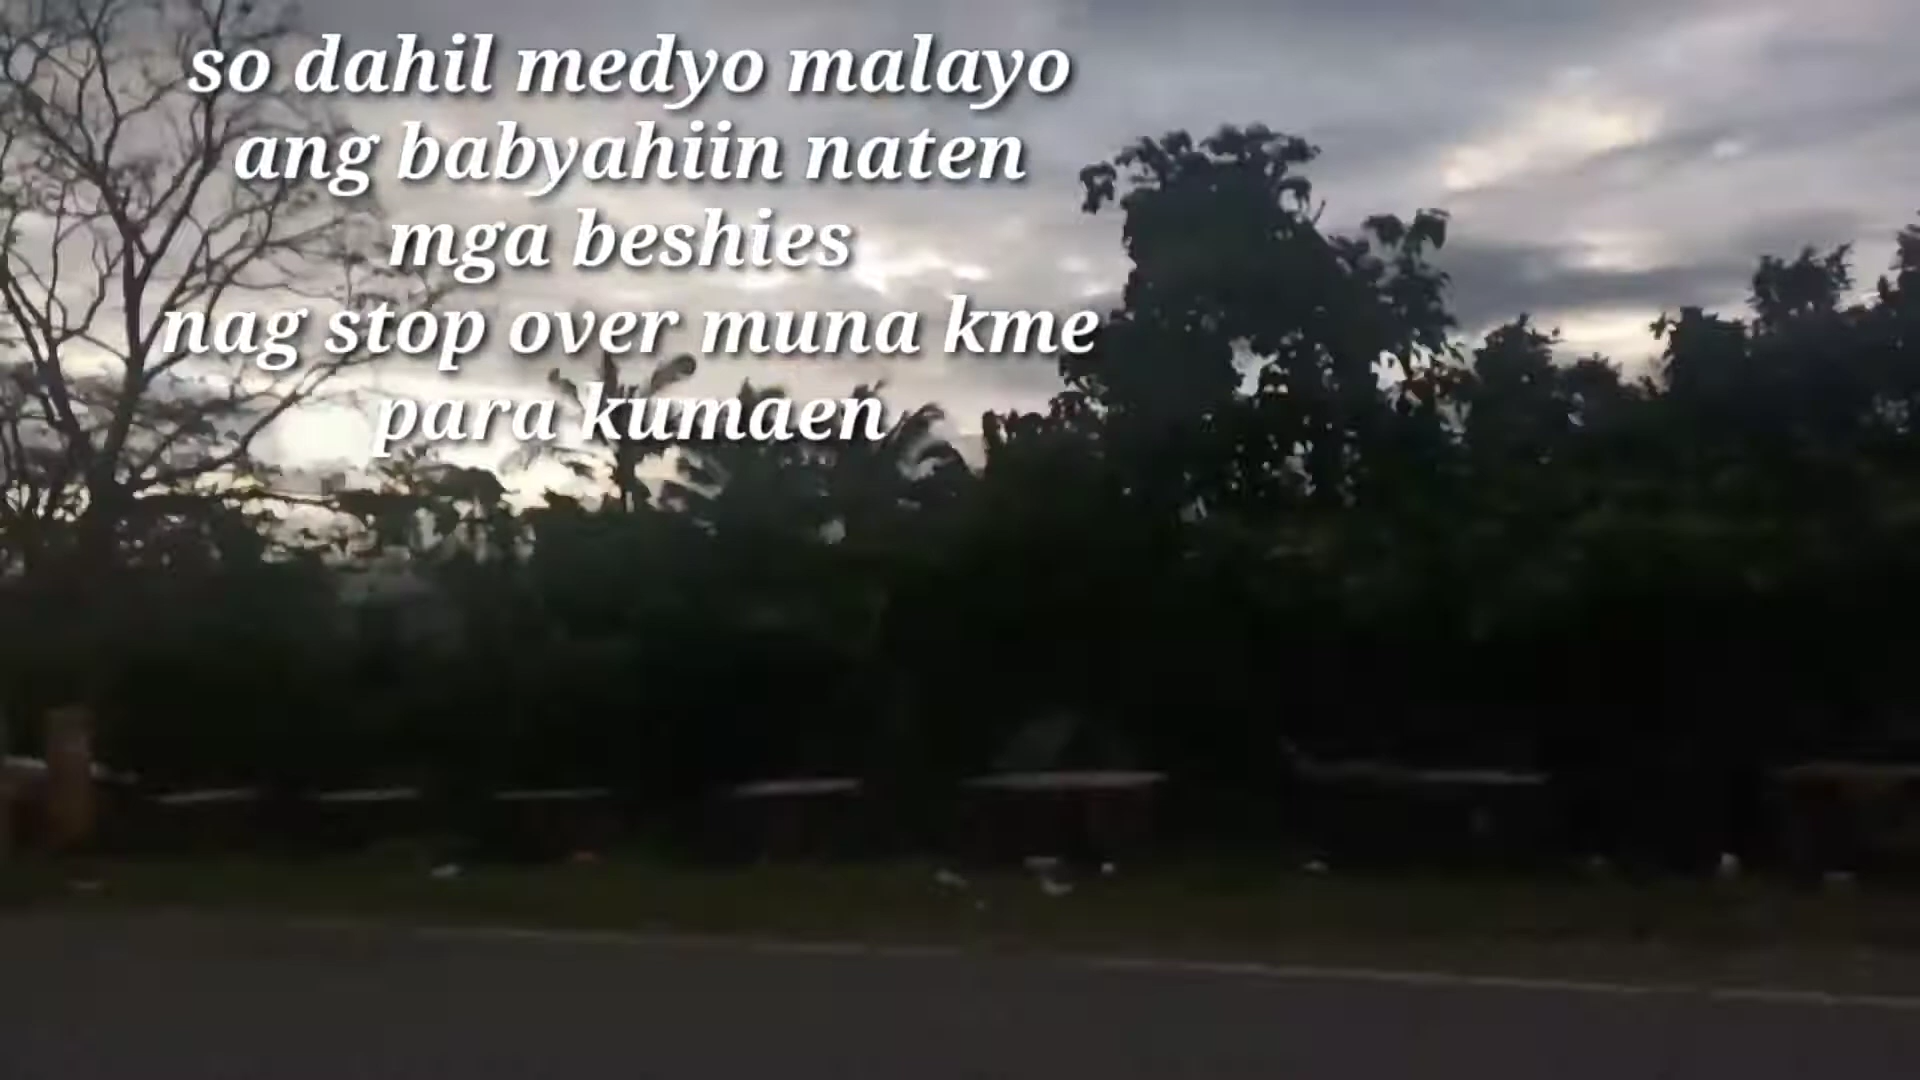 so dahil medyo malayo
ang babyahiin naten
mga beshies
nag stop over muna kme
para kumaen